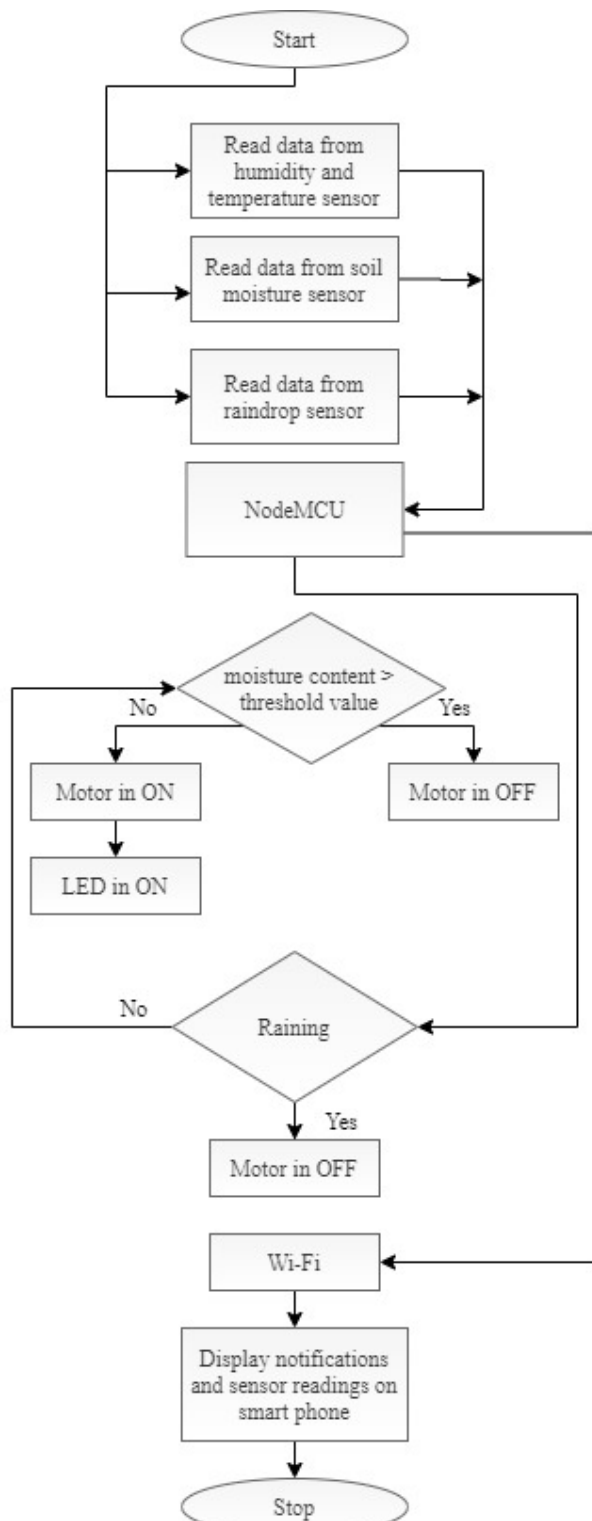 Start
Read data from
humidity and
temperature sensor
Read data from soil
moisture sensor
Read data from
raindrop sensor
NodeMCU
moisture content >
threshold value
No
Yes
Motor in ON
Motor in OFF
LED in ON
No
Raining
Yes
Motor in OFF
Wi-Fi
Display notifications
and sensor readings on
smart phone
Stop